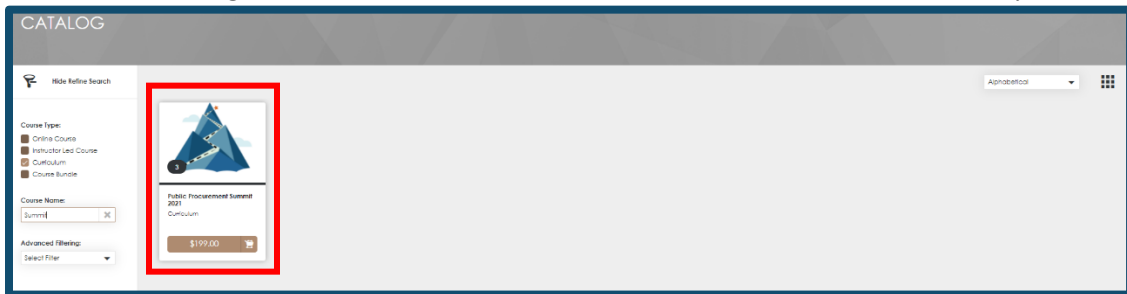 CATALOG
Hide Refine Search
Alphabetical
Course Type:
Online Course
Instructor Led Course
Curriculum
Course Bundle
Course Name:
Summit
Advanced Filtering:
Select Filter
3
Public Procurement Summit
2021
Curriculum
$199.00